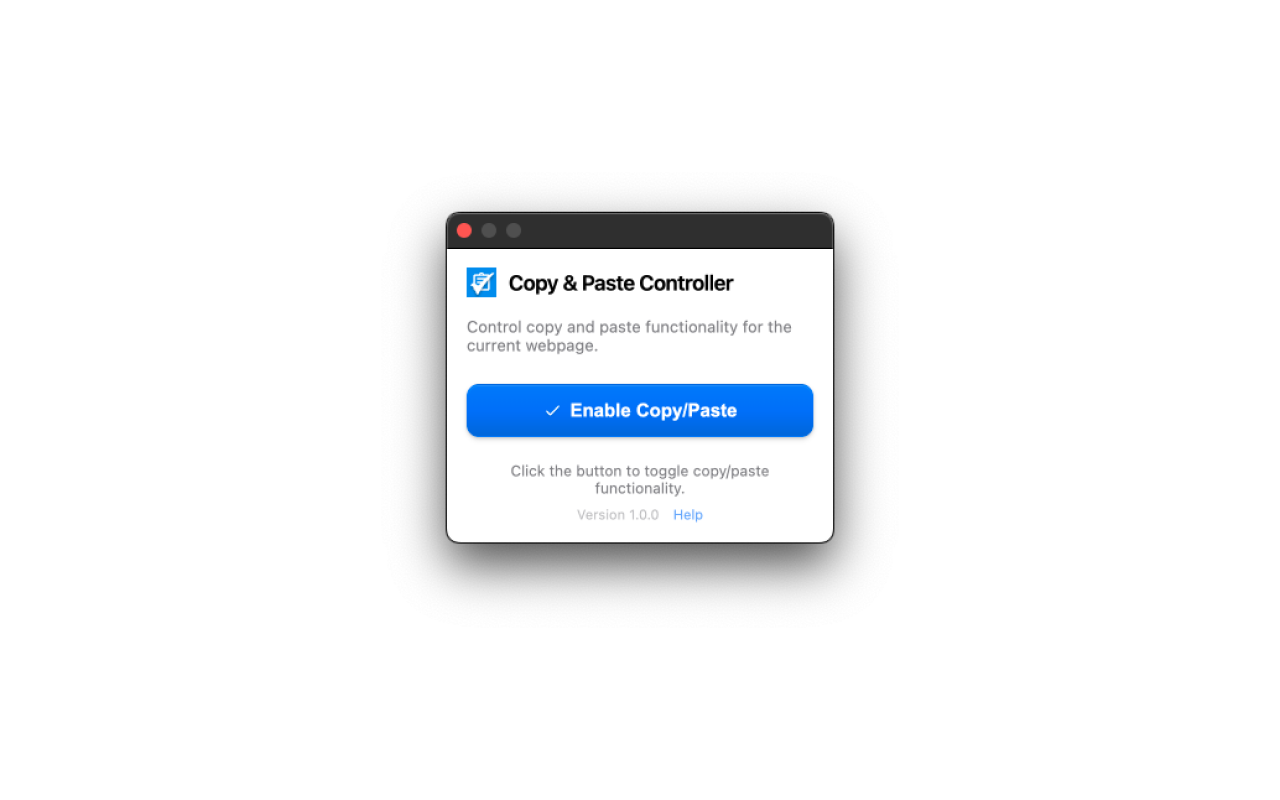 Copy & Paste Controller
Control copy and paste functionality for the
current webpage.
Enable Copy/Paste
Click the button to toggle copy/paste
functionality.
Version 1.0.0 Help